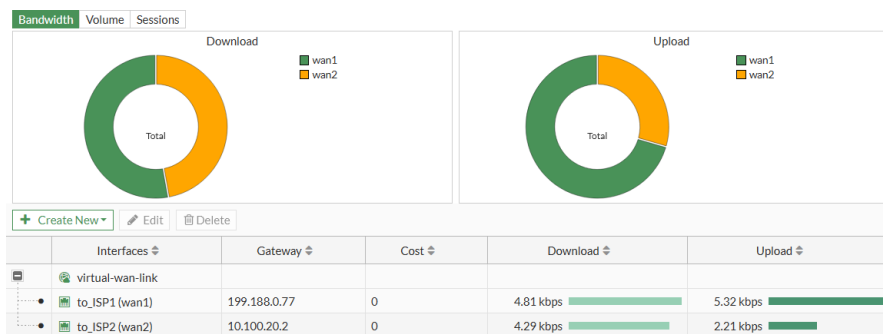 Bandwidth Volume Sessions
Download
wan1
wan2
Total
Upload
wan1
wan2
Total
+ Create New Edit Delete
Interfaces Gateway Cost Download Upload
virtual-wan-link
to_ISP1 (wan1) 199.188.0.77 0 4.81 kbps 5.32 kbps
to_ISP2 (wan2) 10.100.20.2 0 4.29 kbps 2.21 kbps